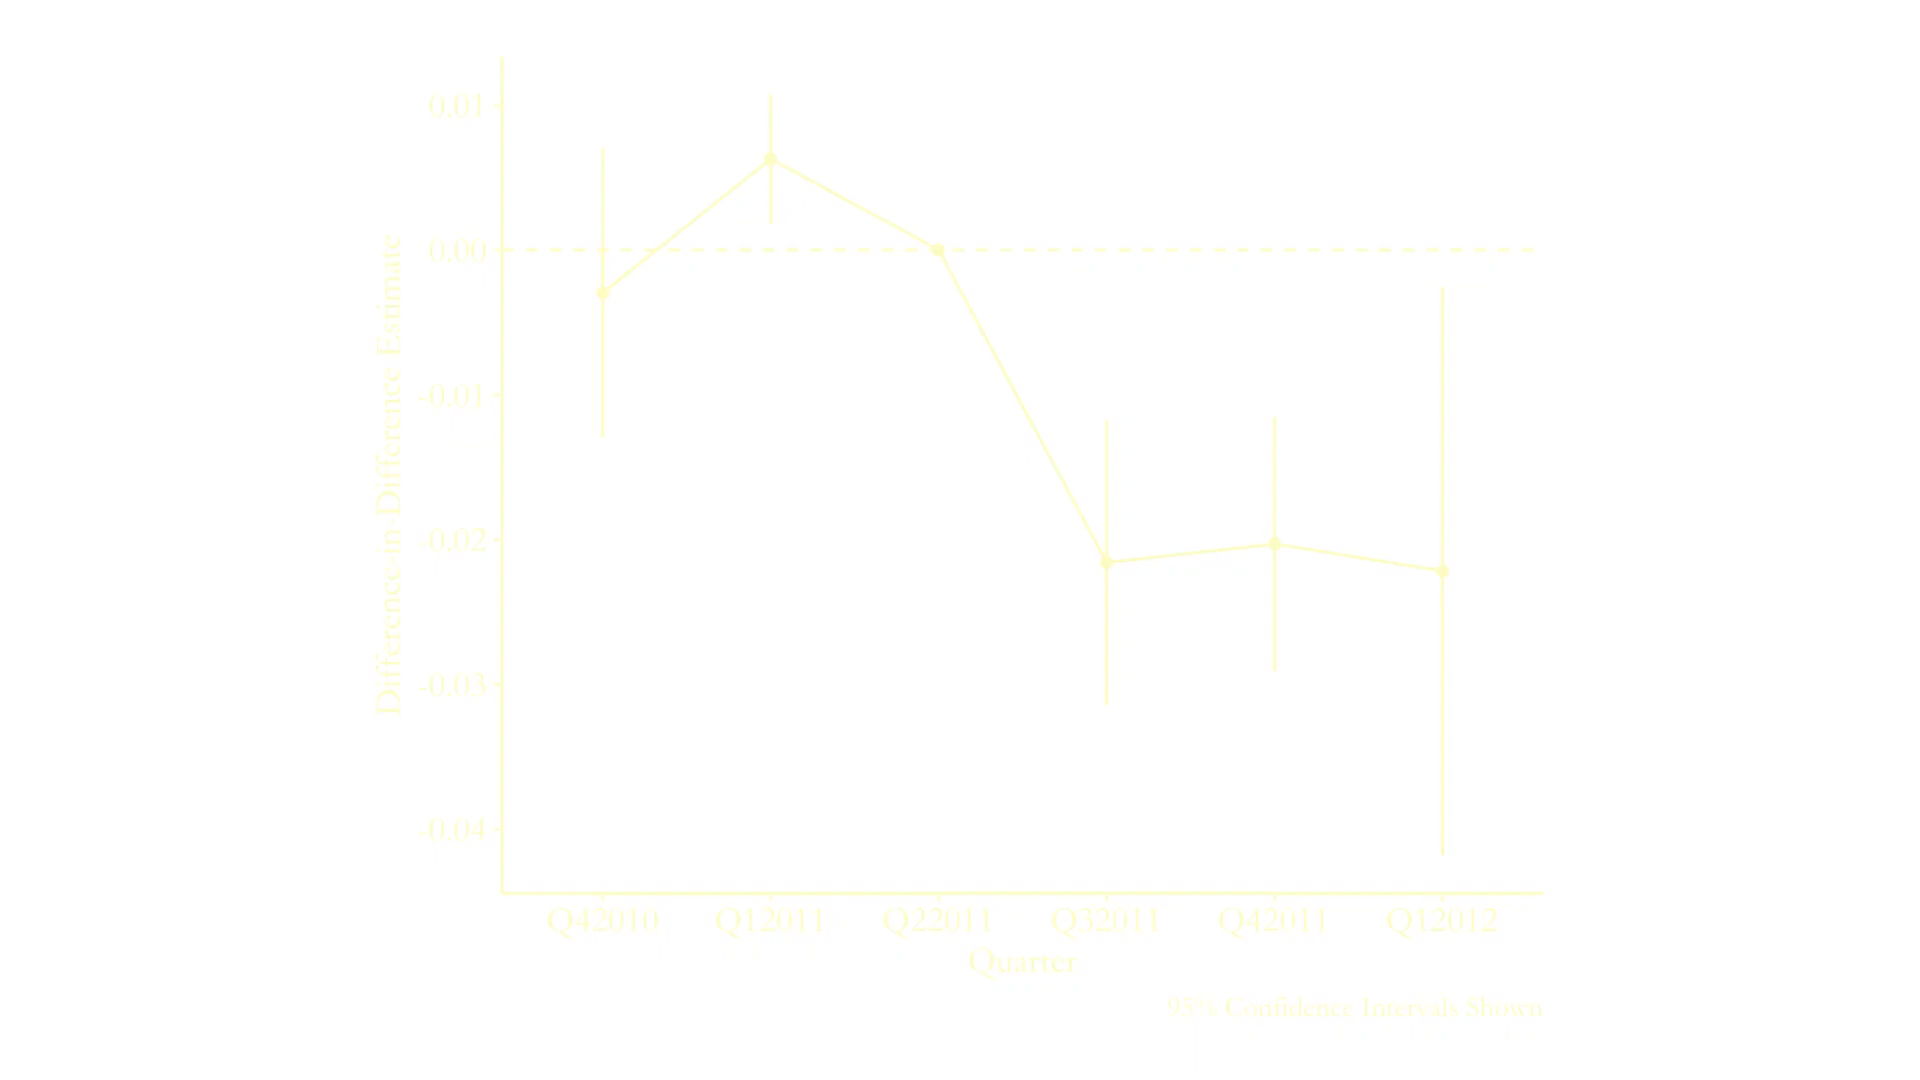 0.01
0.00
-0.01
-0.02
-0.03
-0.04
Difference-in-Difference Estimate
Q42010 Q12011 Q22011 Q32011 Q42011 Q12012
Quarter
95% Confidence Intervals Shown